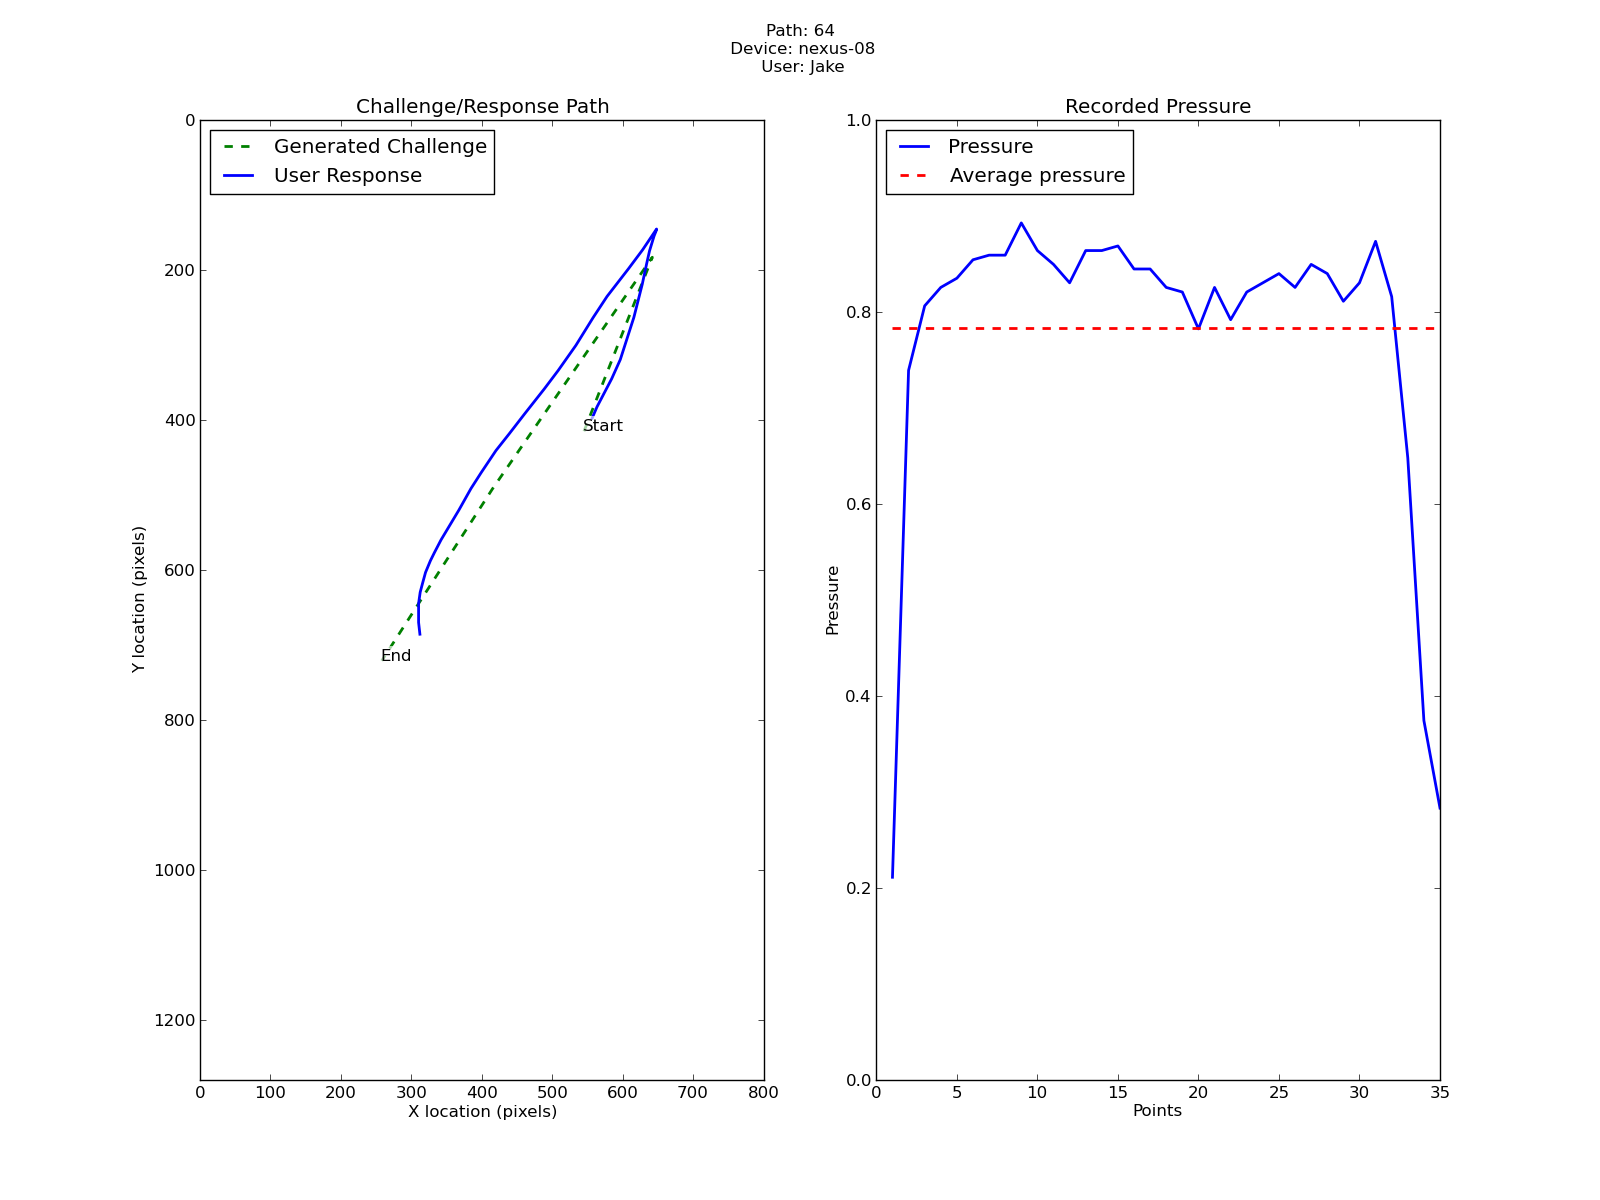 Path: 64
Device: nexus-08
User: Jake
Challenge/Response Path
Generated Challenge
User Response
Start
End
0
200
400
600
800
1000
1200
Y location (pixels)
0 100 200 300 400 500 600 700 800
X location (pixels)
Recorded Pressure
Pressure
Average pressure
1.0
0.8
0.6
0.4
0.2
0.0
Pressure
0 5 10 15 20 25 30 35
Points